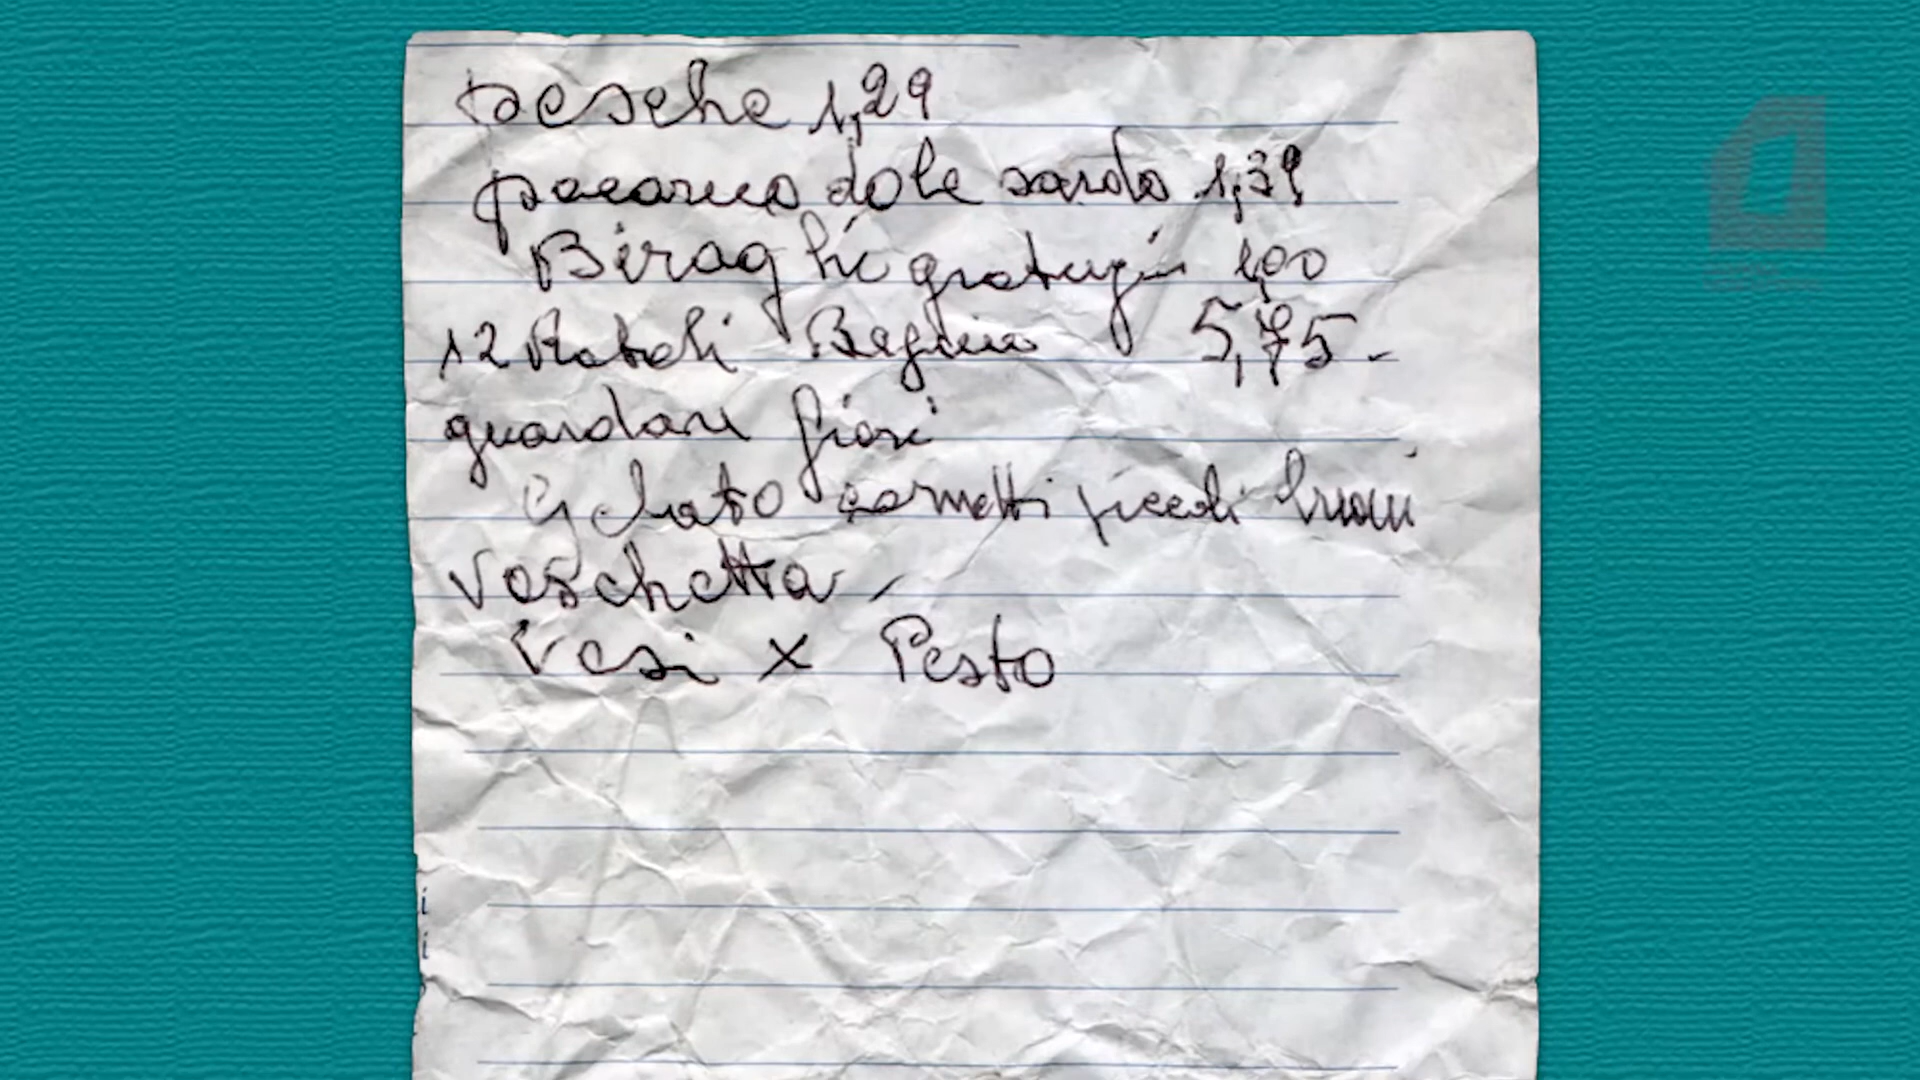 pesche 1,29
pecorino dolce sardo 1,39
Biraghi grattugia 1,00
12 Rotoli Regina 5,75 -
guardare fiori
gelato cornetti piccoli buoni
vaschetta -
Vasi x Pesto